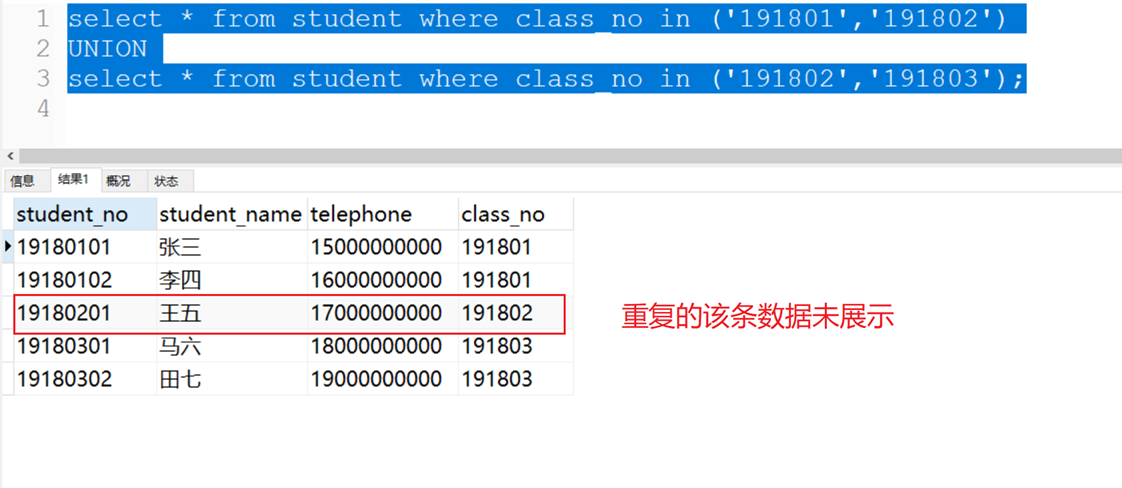 1 select * from student where class_no in ('191801','191802')
2 UNION
3 select * from student where class_no in ('191802','191803');
4
信息 结果1 概况 状态
student_no student_name telephone class_no
19180101 张三 15000000000 191801
19180102 李四 16000000000 191801
19180201 王五 17000000000 191802
重复的该条数据未展示
19180301 马六 18000000000 191803
19180302 田七 19000000000 191803